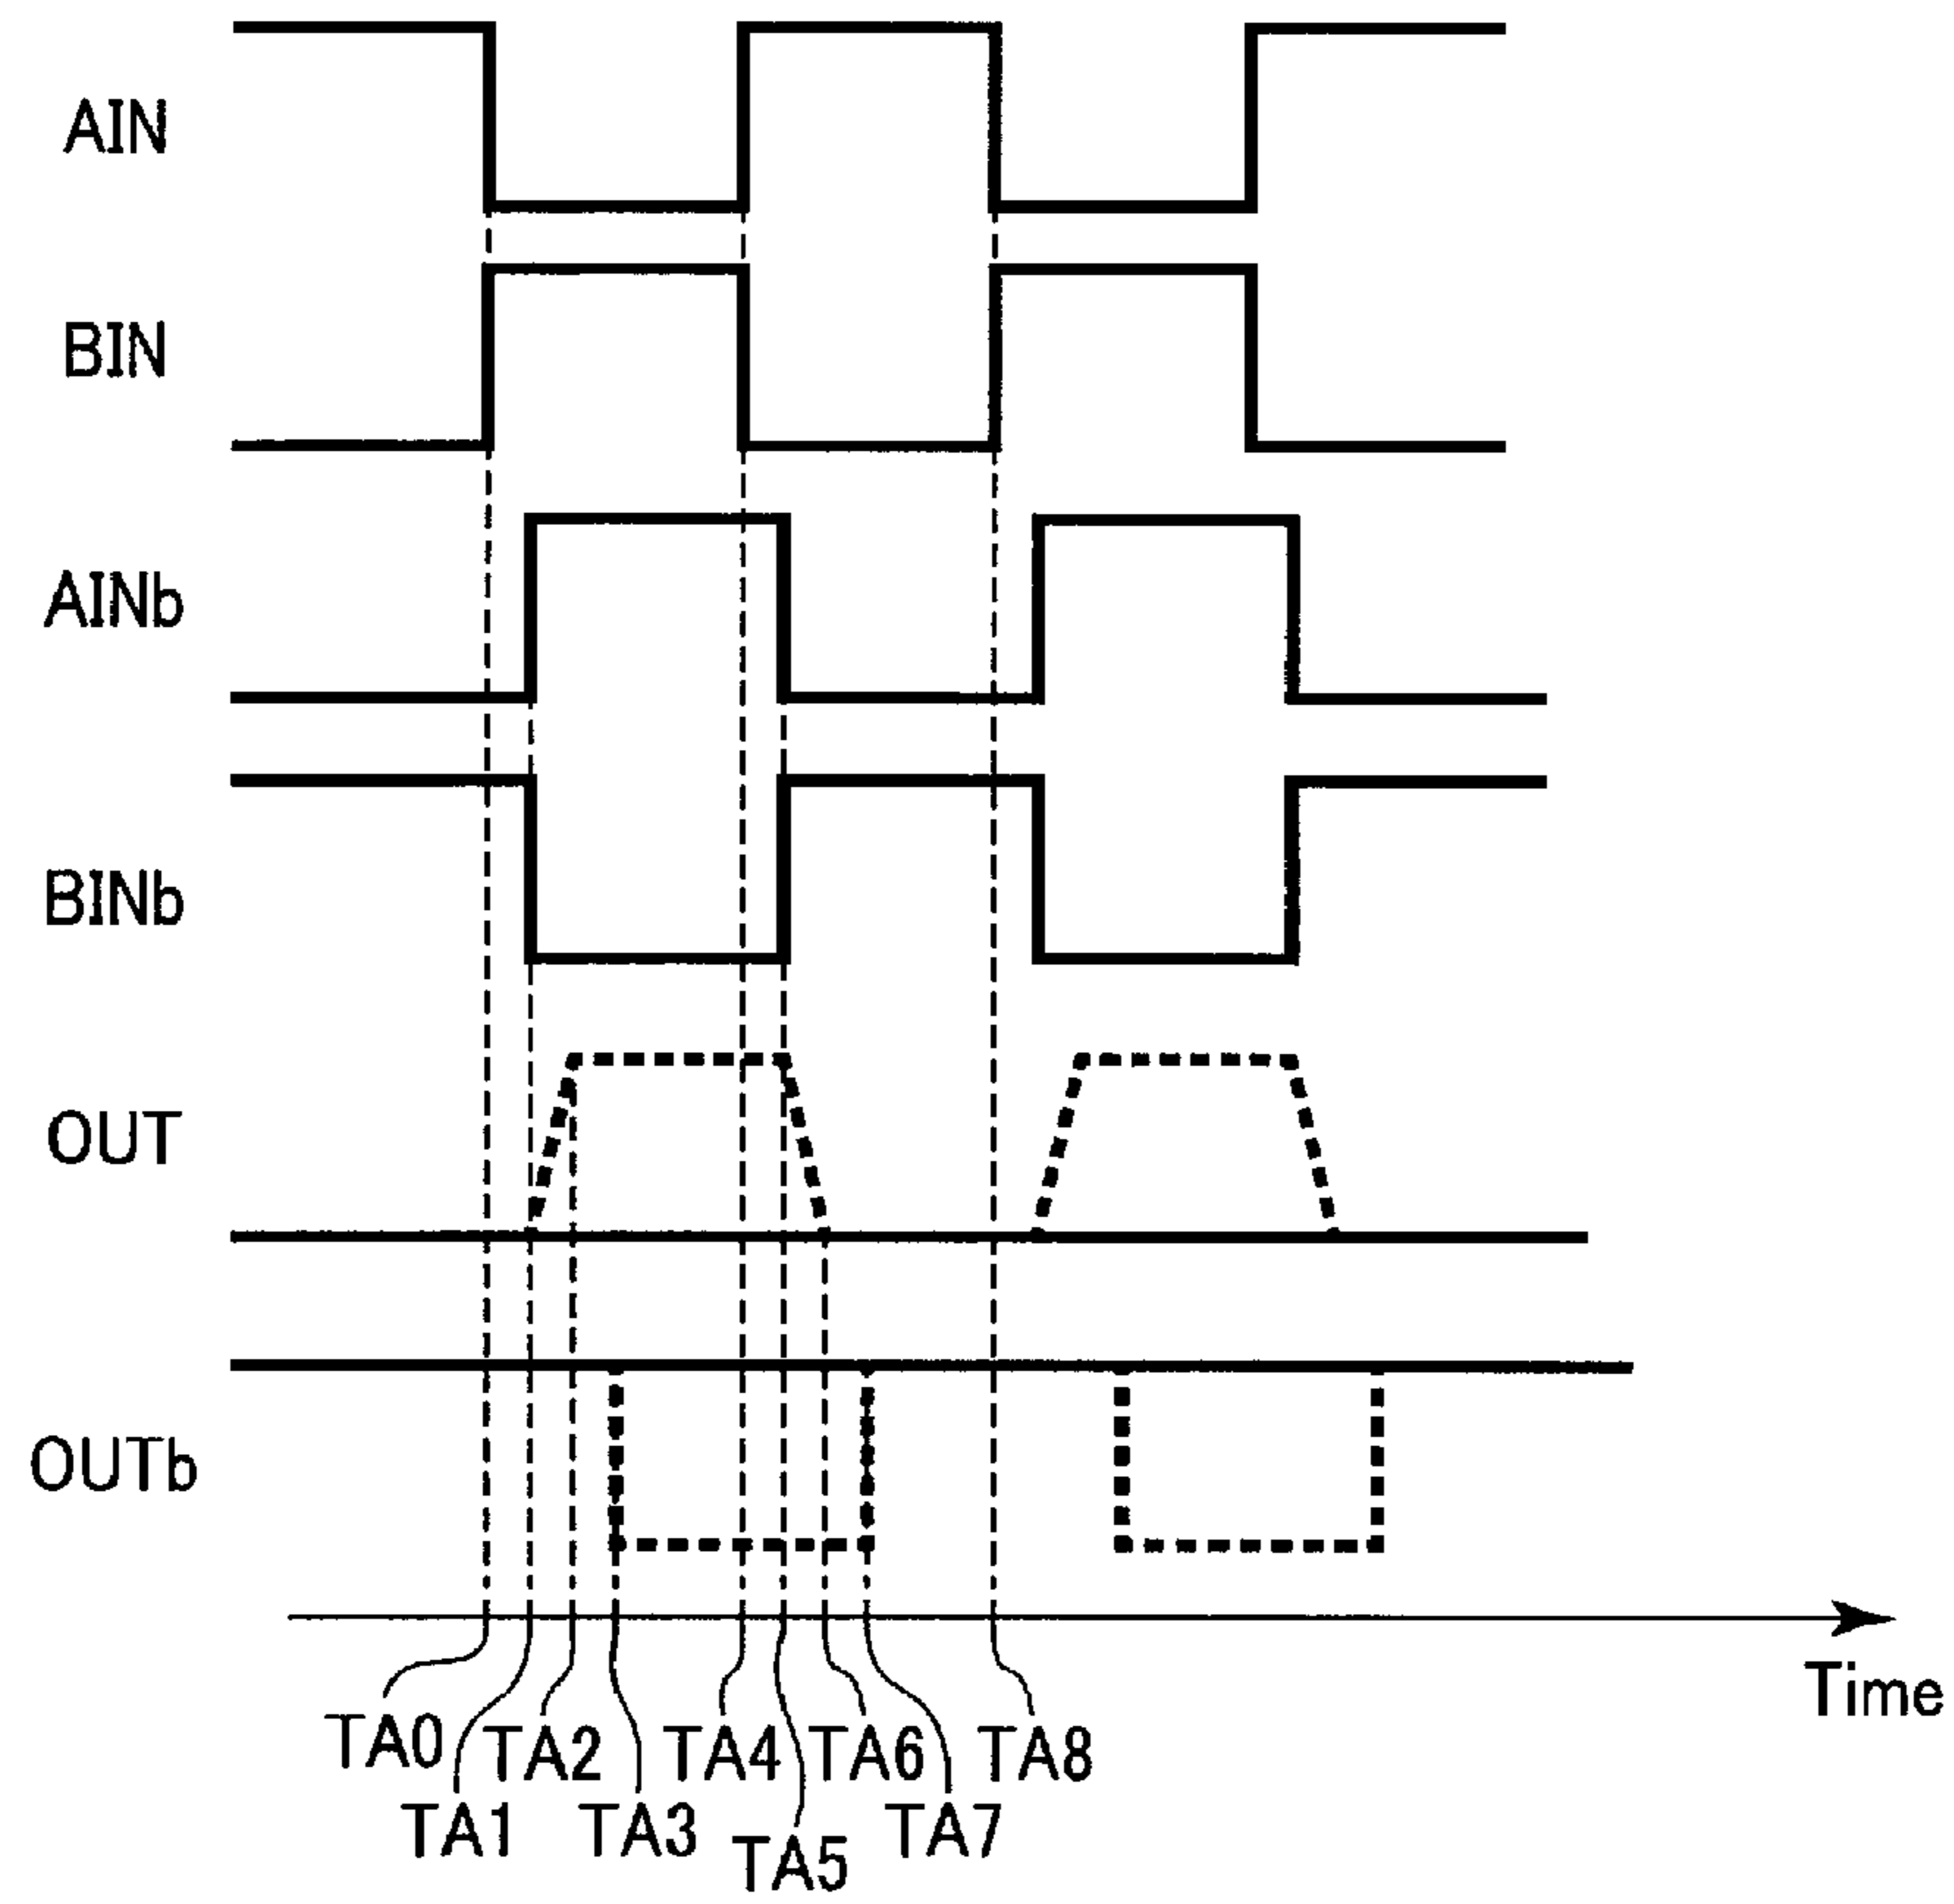 AIN
BIN
AINb
BINb
OUT
OUTb
Time
TA0 TA2 TA4 TA6 TA8
TA1 TA3 TA5 TA7